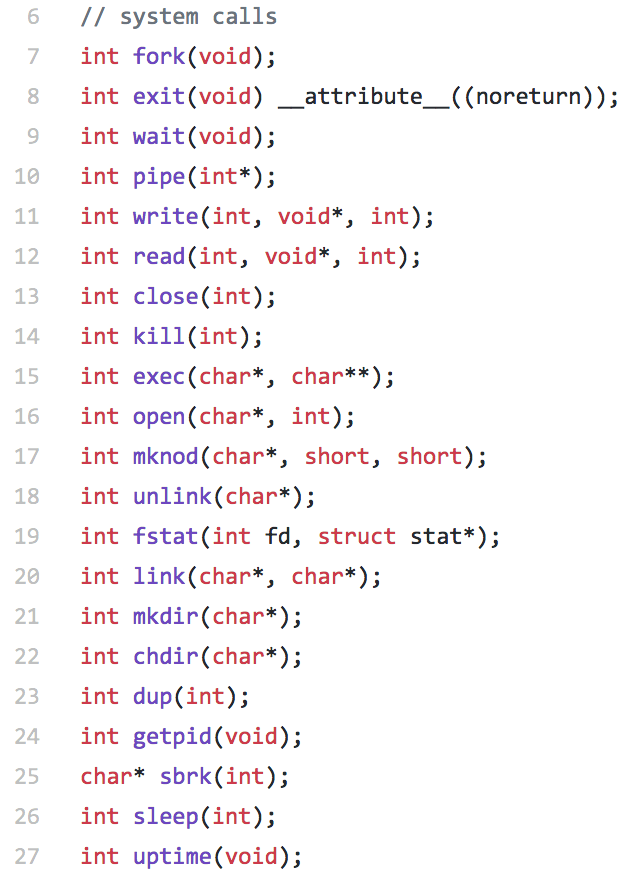 6 // system calls
7 int fork(void);
8 int exit(void) __attribute__((noreturn));
9 int wait(void);
10 int pipe(int*);
11 int write(int, void*, int);
12 int read(int, void*, int);
13 int close(int);
14 int kill(int);
15 int exec(char*, char**);
16 int open(char*, int);
17 int mknod(char*, short, short);
18 int unlink(char*);
19 int fstat(int fd, struct stat*);
20 int link(char*, char*);
21 int mkdir(char*);
22 int chdir(char*);
23 int dup(int);
24 int getpid(void);
25 char* sbrk(int);
26 int sleep(int);
27 int uptime(void);